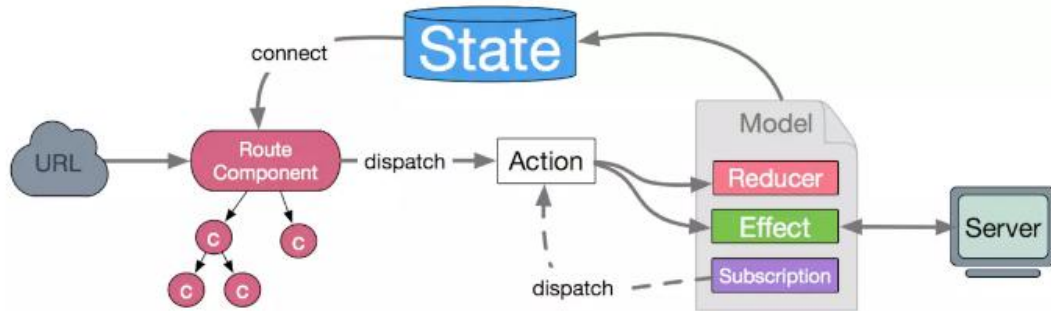 State
connect
Model
URL
Route
Component
dispatch
Action
Reducer
Effect
Server
Subscription
dispatch
C
C
C
C